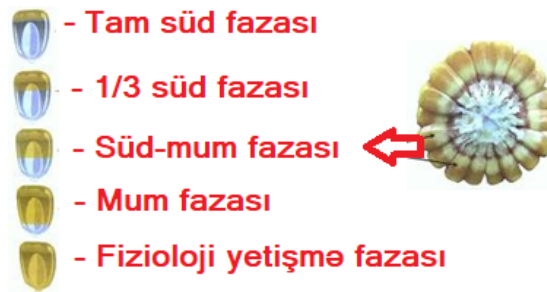 - Tam süd fazası
- 1/3 süd fazası
- Süd-mum fazası
- Mum fazası
- Fizioloji yetişmə fazası